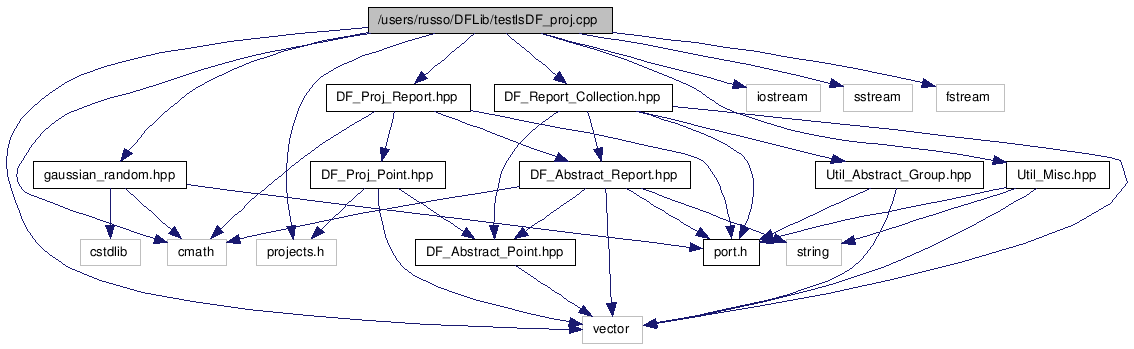 /users/russo/DFLib/testlsDF_proj.cpp
DF_Proj_Report.hpp
DF_Report_Collection.hpp
iostream
sstream
fstream
gaussian_random.hpp
DF_Proj_Point.hpp
DF_Abstract_Report.hpp
Util_Abstract_Group.hpp
Util_Misc.hpp
cstdlib
cmath
projects.h
DF_Abstract_Point.hpp
port.h
string
vector